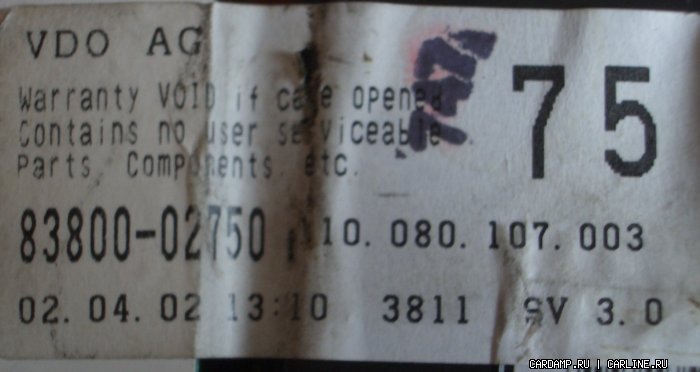 VDO AG
75
Warranty VOID if case opened
Contains no user serviceable
Parts, Components etc.
83800-02750 110.080.107.003
02.04.02 13:10 3811 SV 3.0
CARDAMP.RU | CARLINE.RU